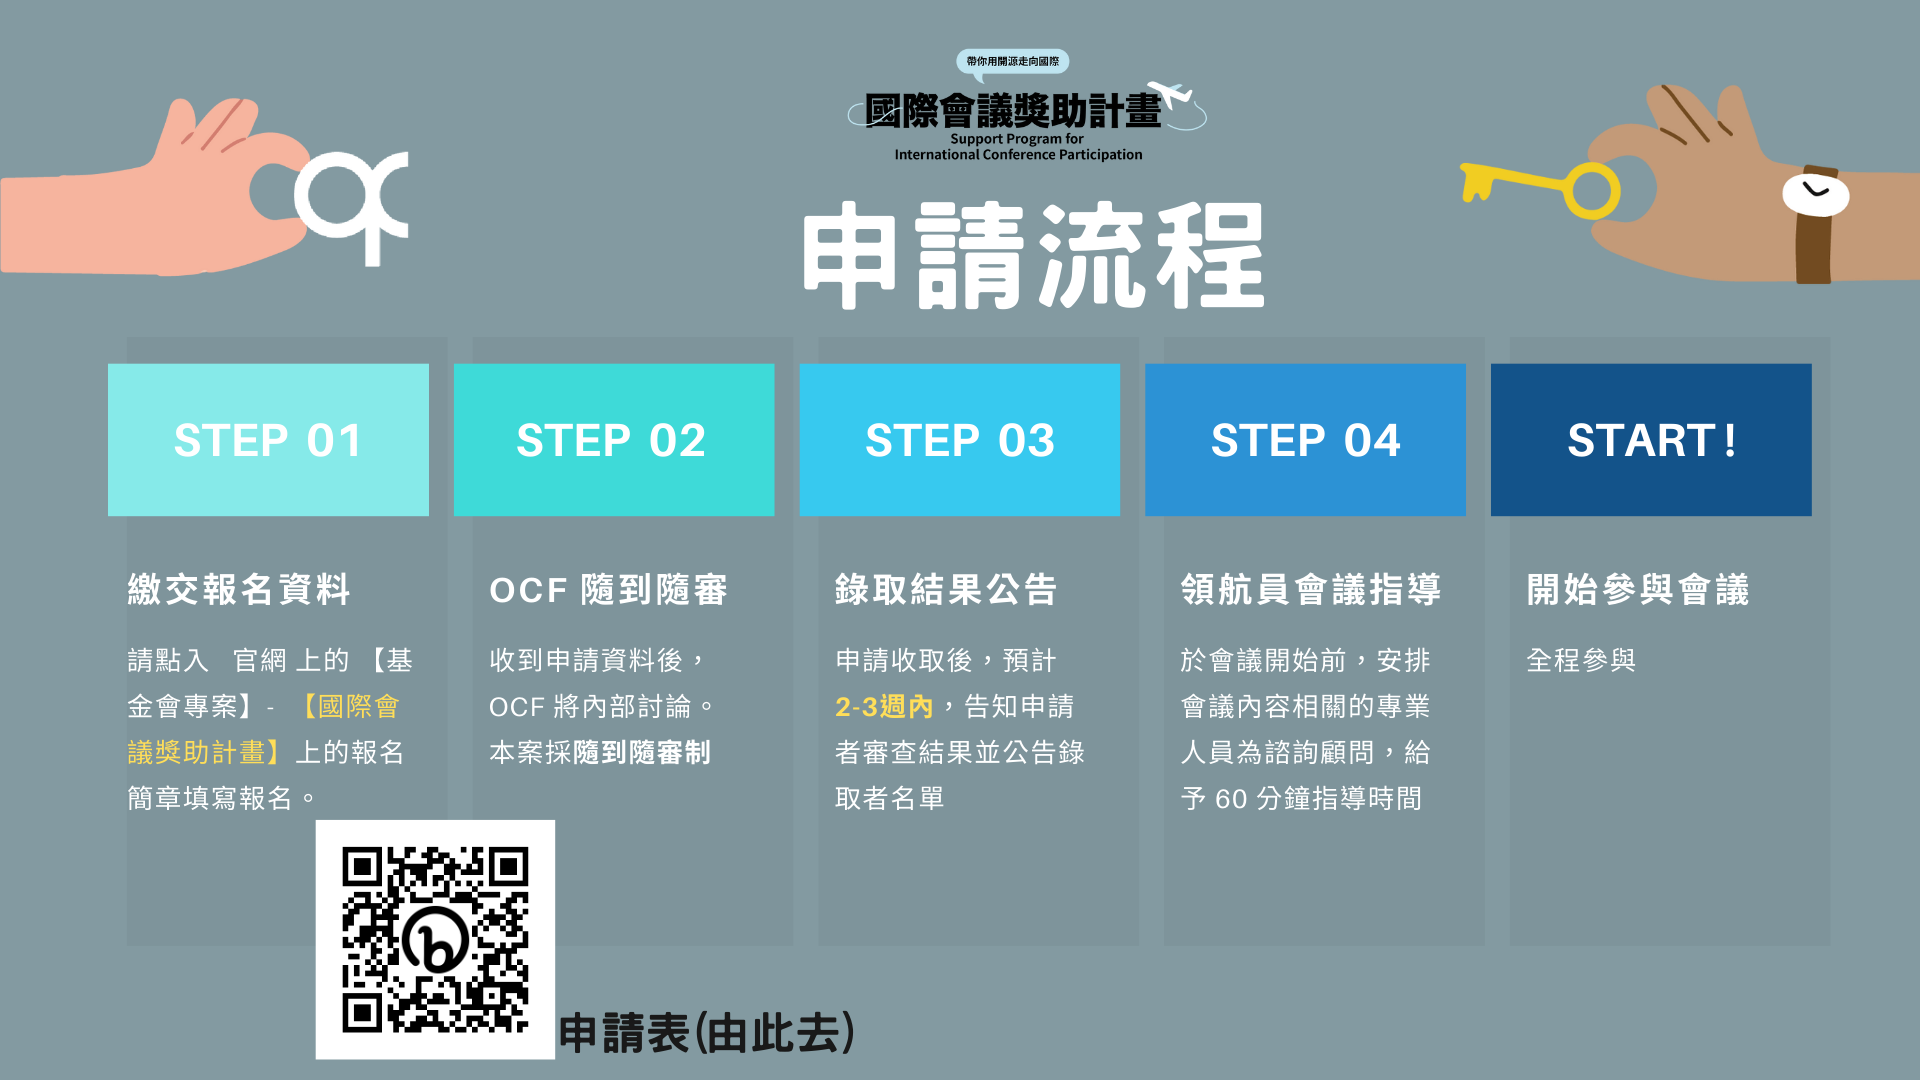 帶你用開源走向國際
國際會議獎助計畫
Support Program for
International Conference Participation
申請流程
STEP 01
繳交報名資料
請點入 官網 上的 【基
金會專案】- 【國際會
議獎助計畫】上的報名
簡章填寫報名。
STEP 02
OCF 隨到隨審
收到申請資料後，
OCF 將內部討論。
本案採隨到隨審制
STEP 03
錄取結果公告
申請收取後，預計
2-3週內，告知申請
者審查結果並公告錄
取者名單
STEP 04
領航員會議指導
於會議開始前，安排
會議內容相關的專業
人員為諮詢顧問，給
予 60 分鐘指導時間
START！
開始參與會議
全程參與
申請表(由此去)